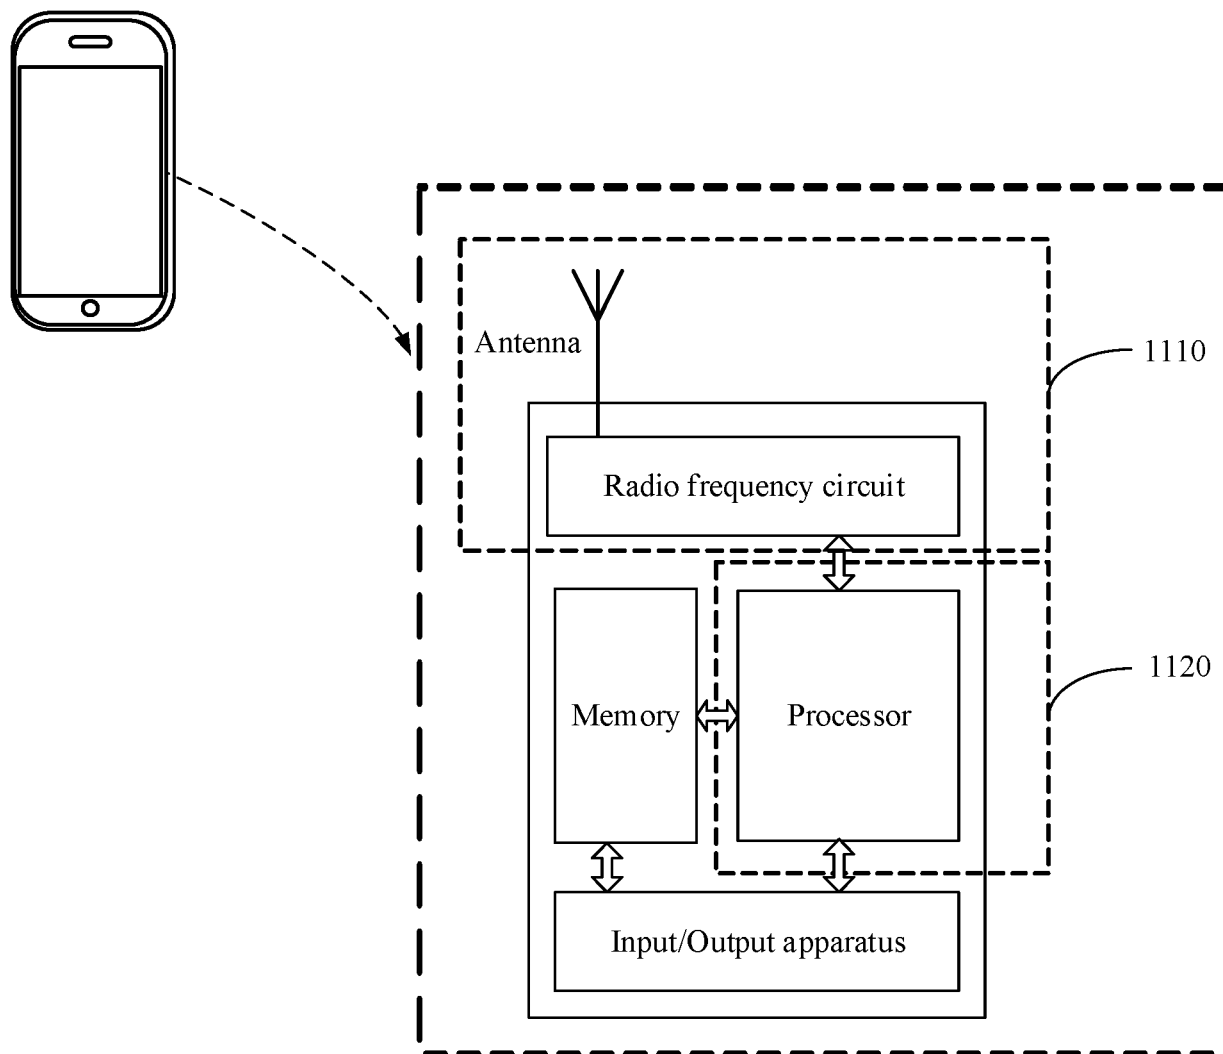 Antenna
1110
Radio frequency circuit
1120
Memory
Processor
Input/Output apparatus